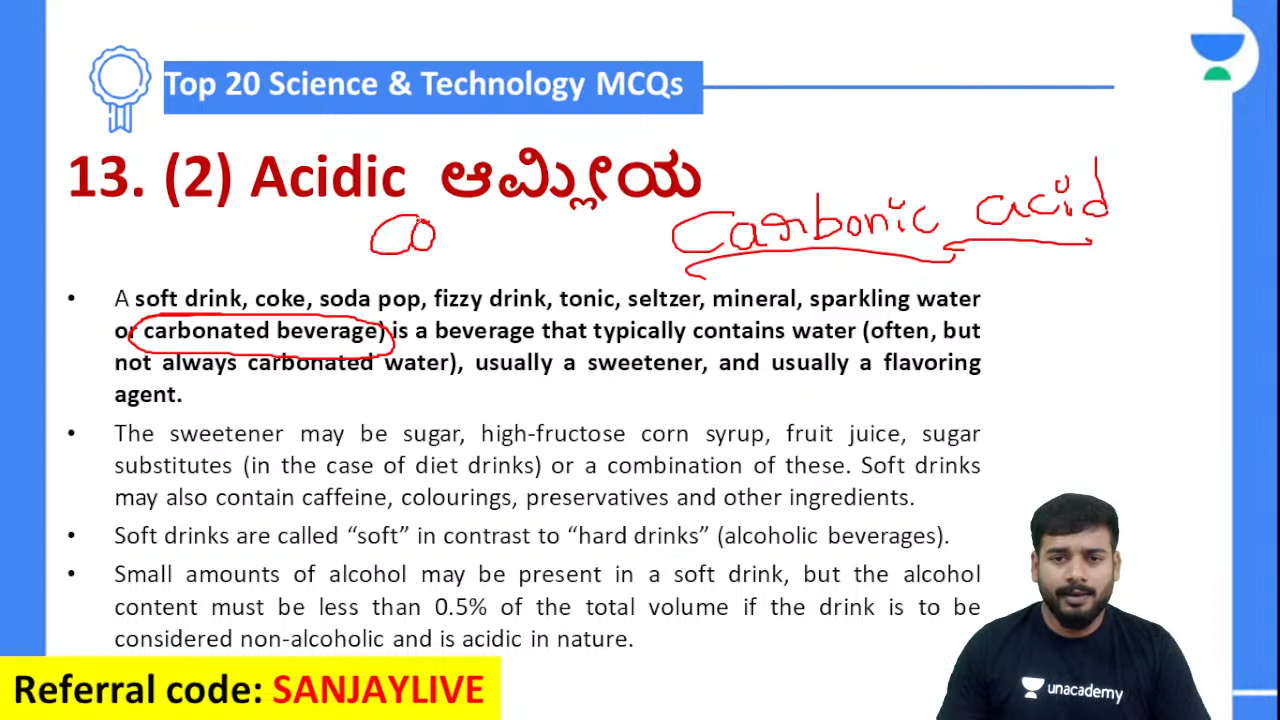 Top 20 Science & Technology MCQs
13. (2) Acidic ಆಮ್ಲೀಯ
Carbonic acid
CO
• A soft drink, coke, soda pop, fizzy drink, tonic, seltzer, mineral, sparkling water
or carbonated beverage) is a beverage that typically contains water (often, but
not always carbonated water), usually a sweetener, and usually a flavoring
agent.
• The sweetener may be sugar, high-fructose corn syrup, fruit juice, sugar
substitutes (in the case of diet drinks) or a combination of these. Soft drinks
may also contain caffeine, colourings, preservatives and other ingredients.
• Soft drinks are called “soft” in contrast to “hard drinks” (alcoholic beverages).
• Small amounts of alcohol may be present in a soft drink, but the alcohol
content must be less than 0.5% of the total volume if the drink is to be
considered non-alcoholic and is acidic in nature.
unacademy
Referral code: SANJAYLIVE